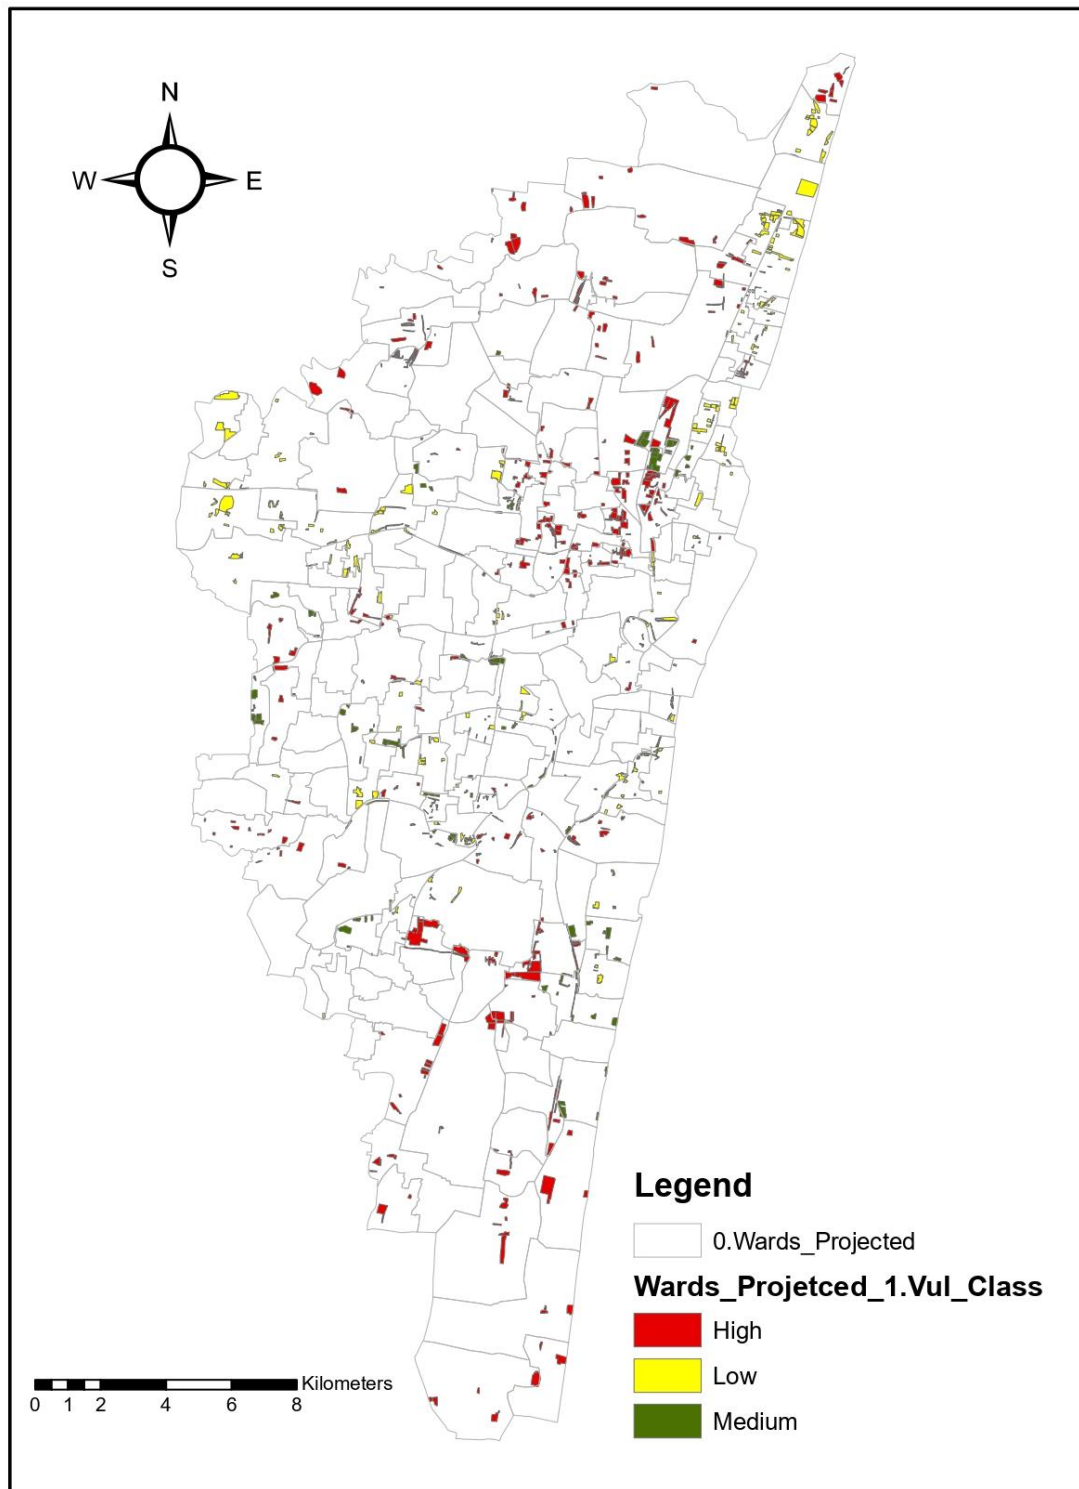 N
W E
S
Legend
0.Wards_Projected
Wards_Projetced_1.Vul_Class
High
Low
Medium
Kilometers
0 1 2 4 6 8